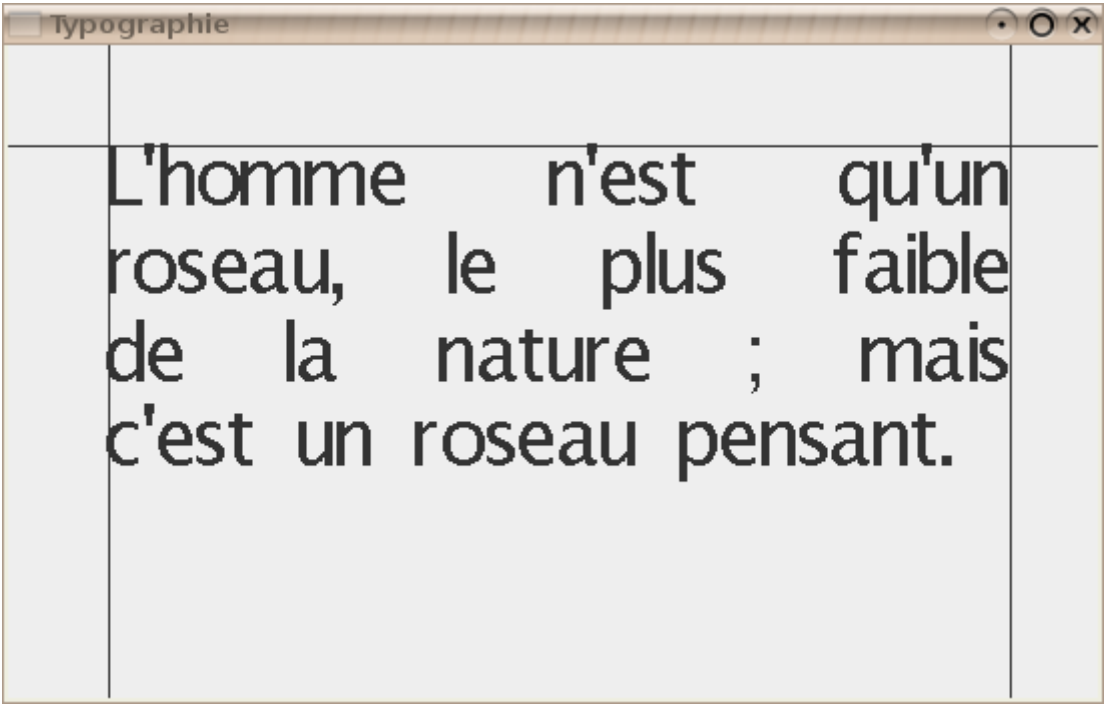 Typographie
L'homme n'est qu'un
roseau, le plus faible
de la nature ; mais
c'est un roseau pensant.